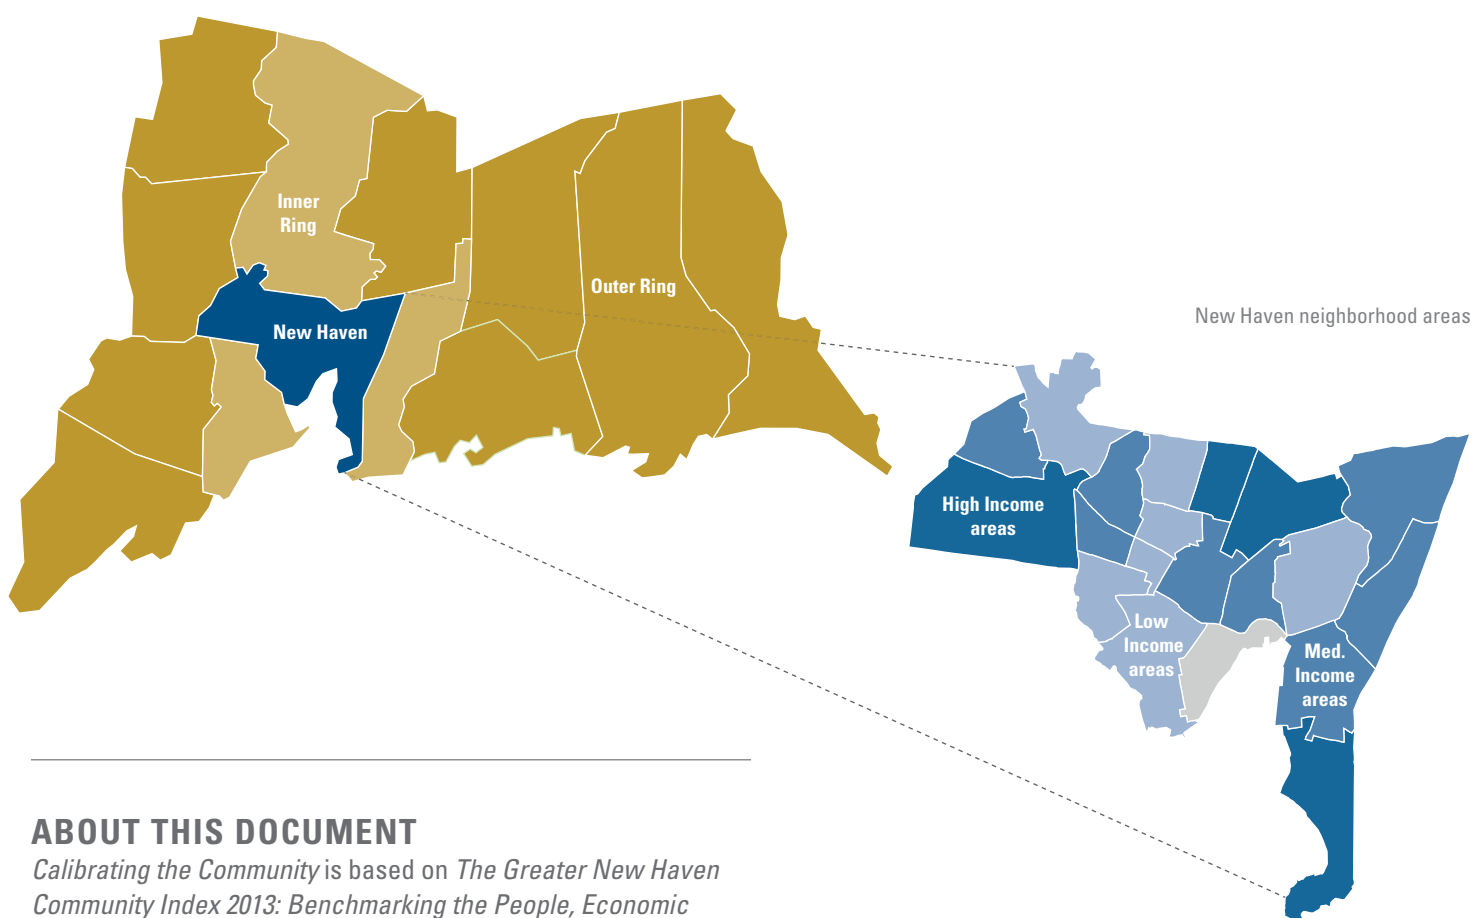 Inner
Ring
Outer Ring
New Haven
New Haven neighborhood areas
High Income
areas
Low
Income
areas
Med.
Income
areas
ABOUT THIS DOCUMENT
Calibrating the Community is based on The Greater New Haven
Community Index 2013: Benchmarking the People, Economic